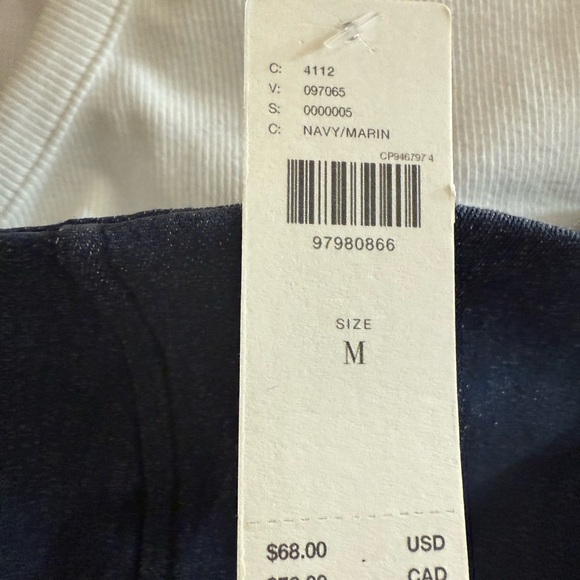 C: 4112
V: 097065
S: 0000005
C: NAVY/MARIN
CP946797 4
97980866
SIZE
M
$68.00 USD
CAD